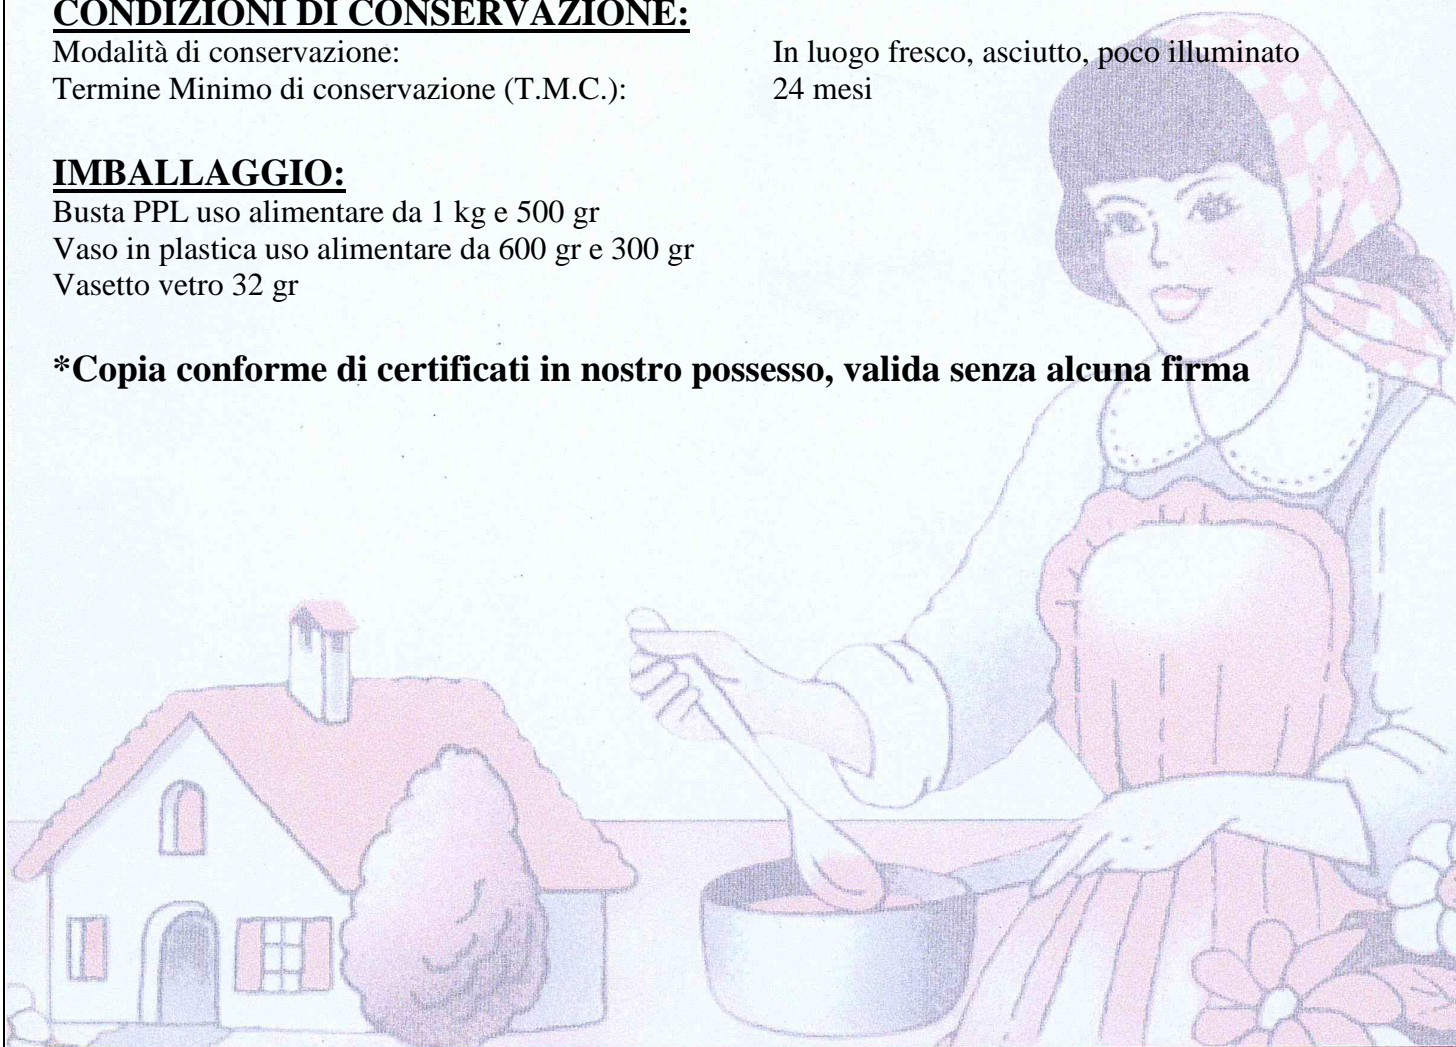 CONDIZIONI DI CONSERVAZIONE:
Modalità di conservazione: In luogo fresco, asciutto, poco illuminato
Termine Minimo di conservazione (T.M.C.): 24 mesi
IMBALLAGGIO:
Busta PPL uso alimentare da 1 kg e 500 gr
Vaso in plastica uso alimentare da 600 gr e 300 gr
Vasetto vetro 32 gr
*Copia conforme di certificati in nostro possesso, valida senza alcuna firma